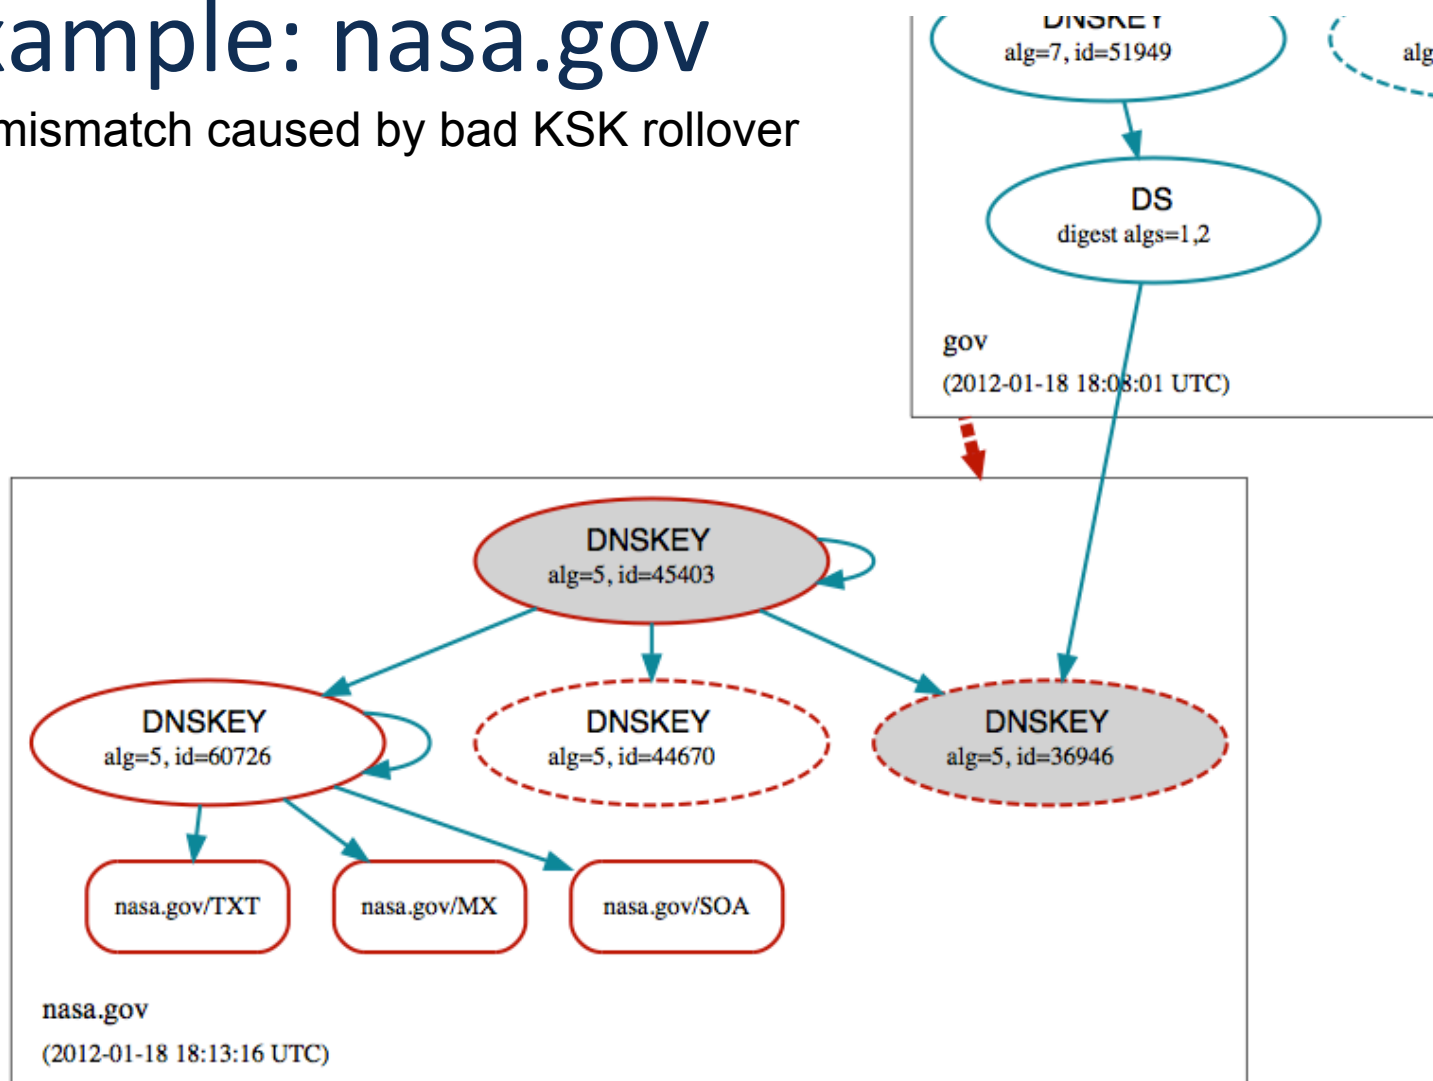 xample: nasa.gov
mismatch caused by bad KSK rollover
DNSKEY
alg=7, id=51949
alg
DS
digest algs=1,2
gov
(2012-01-18 18:08:01 UTC)
DNSKEY
alg=5, id=45403
DNSKEY
alg=5, id=60726
DNSKEY
alg=5, id=44670
DNSKEY
alg=5, id=36946
nasa.gov/TXT
nasa.gov/MX
nasa.gov/SOA
nasa.gov
(2012-01-18 18:13:16 UTC)